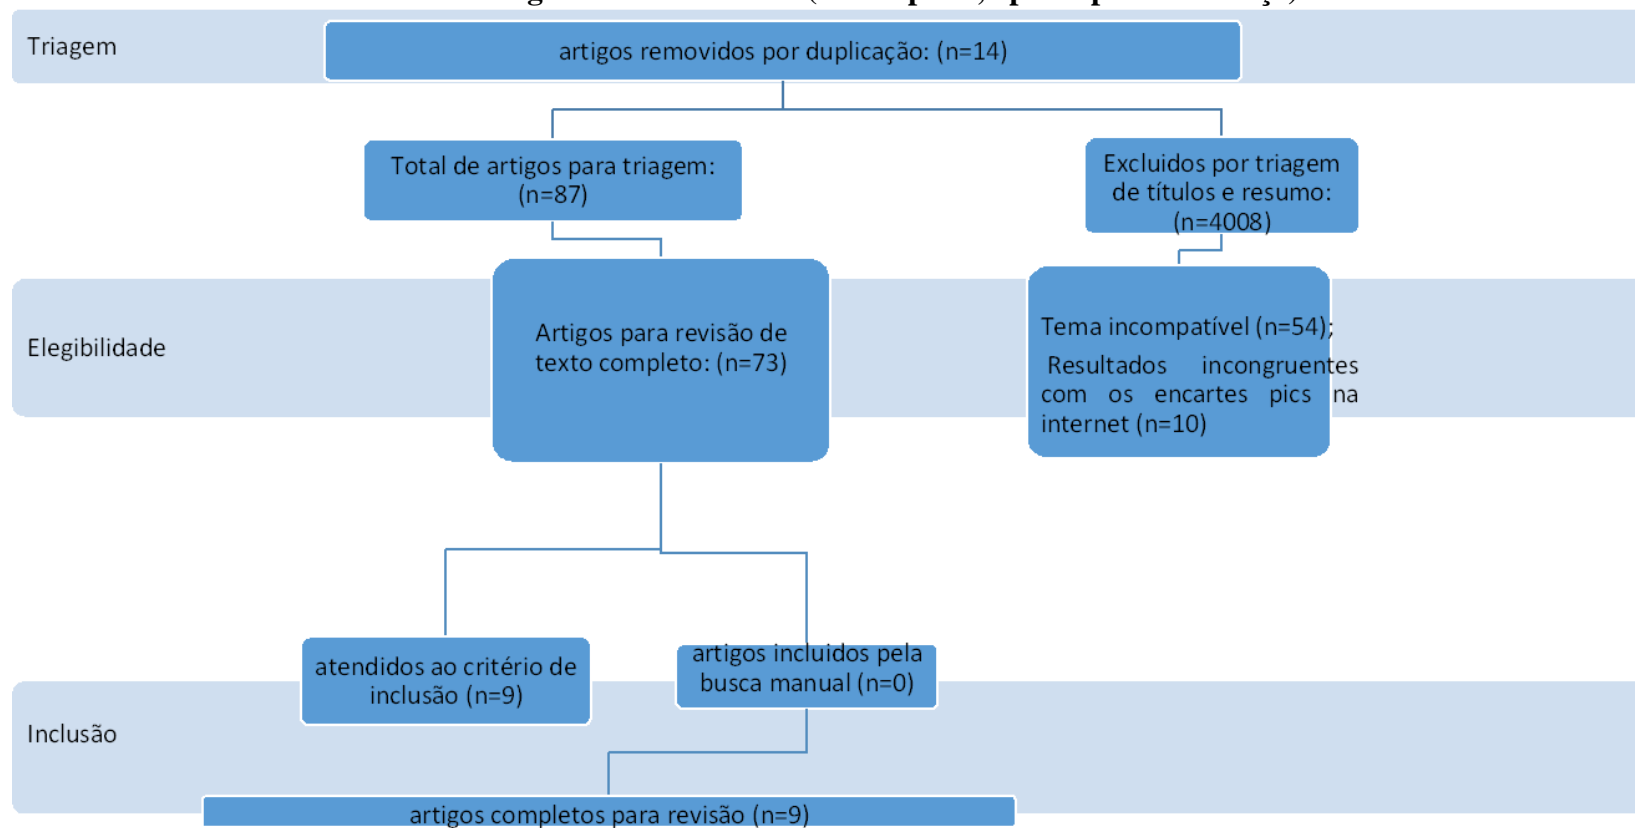 Triagem
artigos removidos por duplicação: (n=14)
Total de artigos para triagem:
(n=87)
Excluidos por triagem
de títulos e resumo:
(n=4008)
Elegibilidade
Artigos para revisão de
texto completo: (n=73)
Tema incompatível (n=54);
Resultados incongruentes
com os encartes pics na
internet (n=10)
atendidos ao critério de
inclusão (n=9)
artigos incluidos pela
busca manual (n=0)
Inclusão
artigos completos para revisão (n=9)